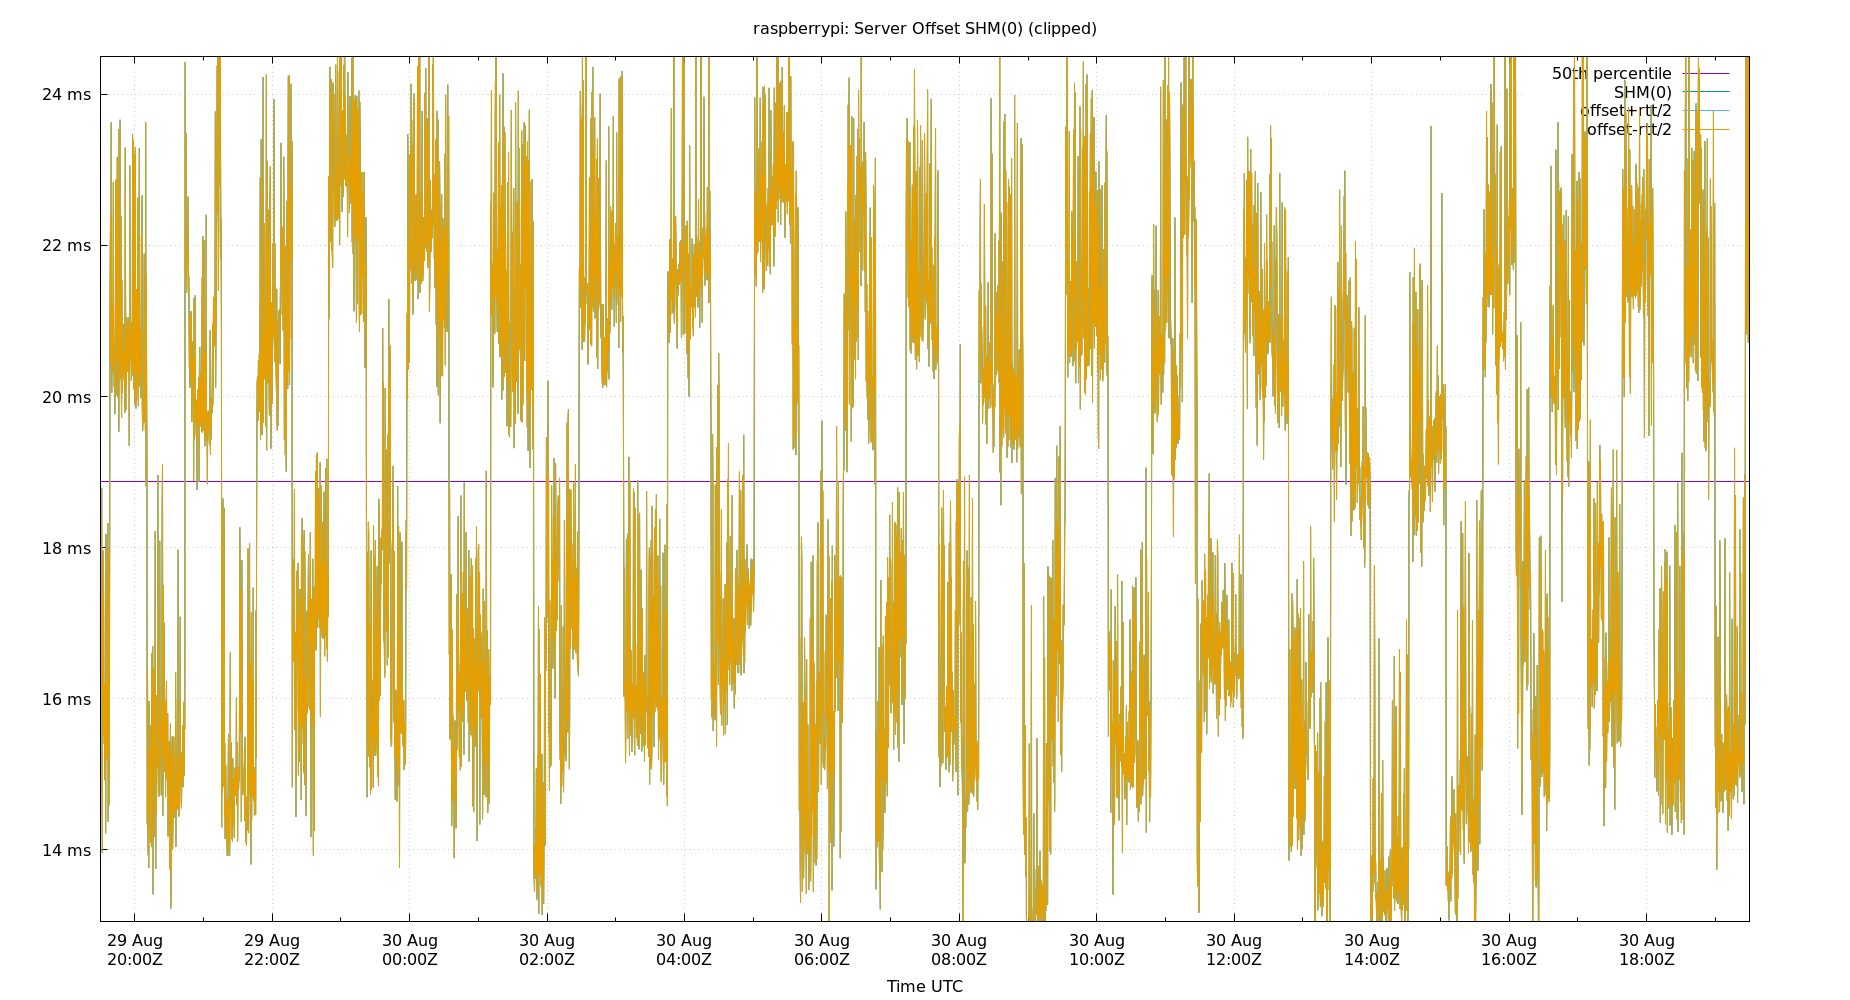 raspberrypi: Server Offset SHM(0) (clipped)
50th percentile
SHM(0)
offset+rtt/2
offset-rtt/2
24 ms
22 ms
20 ms
18 ms
16 ms
14 ms
29 Aug 29 Aug 30 Aug 30 Aug 30 Aug 30 Aug 30 Aug 30 Aug 30 Aug 30 Aug 30 Aug 30 Aug
20:00Z 22:00Z 00:00Z 02:00Z 04:00Z 06:00Z 08:00Z 10:00Z 12:00Z 14:00Z 16:00Z 18:00Z
Time UTC